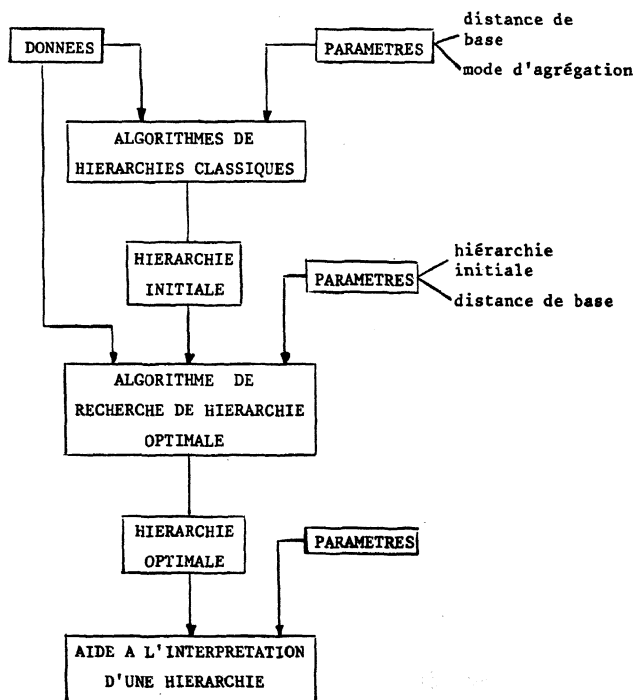 distance de
base
DONNEES
PARAMETRES
mode d'agrégation
ALGORITHMES DE
HIERARCHIES CLASSIQUES
HIERARCHIE
INITIALE
hiérarchie
initiale
PARAMETRES
distance de base
ALGORITHME DE
RECHERCHE DE HIERARCHIE
OPTIMALE
HIERARCHIE
OPTIMALE
PARAMETRES
AIDE A L'INTERPRETATION
D'UNE HIERARCHIE